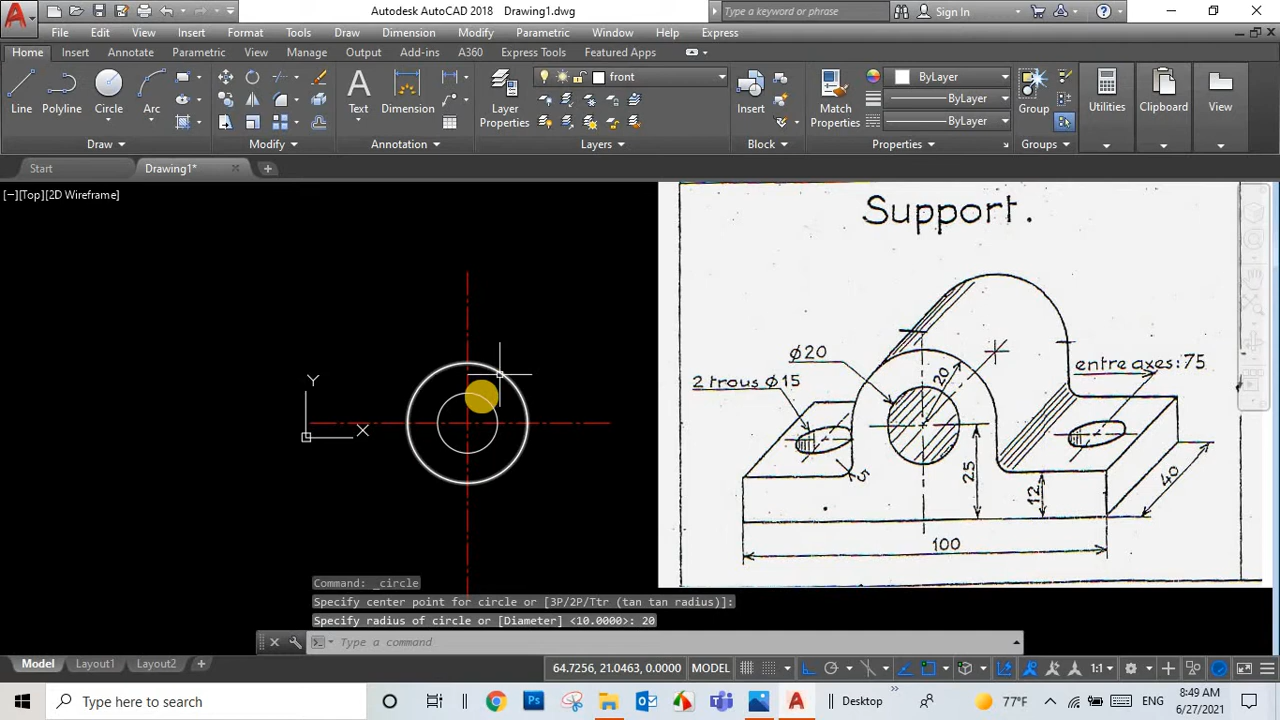 Autodesk AutoCAD 2018 Drawing1.dwg
Type a keyword or phrase
Sign In
File Edit View Insert Format Tools Draw Dimension Modify Parametric Window Help Express
Home Insert Annotate Parametric View Manage Output Add-ins A360 Express Tools Featured Apps
Line Polyline Circle Arc
Text Dimension
Layer Properties
front
Insert
Match Properties
ByLayer
ByLayer
ByLayer
Group
Utilities
Clipboard
View
Draw Modify Annotation Layers Block Properties Groups
Start Drawing1*
[−][Top][2D Wireframe]
Support.
Y
X
Ø20
2 trous Ø15
20
entre axes: 75
5
25
12
40
100
Command: _circle
Specify center point for circle or [3P/2P/Ttr (tan tan radius)]:
Specify radius of circle or [Diameter] <10.0000>: 20
Type a command
Model Layout1 Layout2
64.7256, 21.0463, 0.0000 MODEL 1:1
Type here to search
Ps
Desktop
77°F
ENG
8:49 AM
6/27/2021